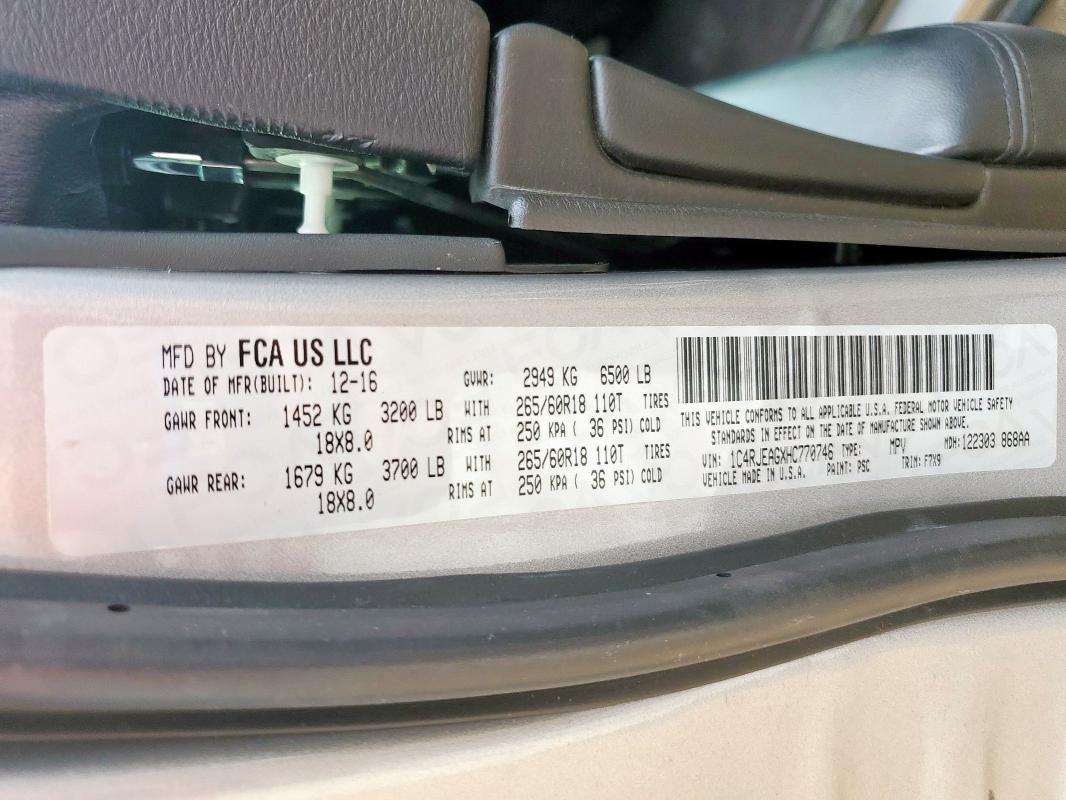 MFD BY FCA US LLC
DATE OF MFR(BUILT): 12-16 GVWR: 2949 KG 6500 LB
GAWR FRONT: 1452 KG 3200 LB WITH 265/60R18 110T TIRES
18X8.0 RIMS AT 250 KPA ( 36 PSI) COLD
GAWR REAR: 1679 KG 3700 LB WITH 265/60R18 110T TIRES
18X8.0 RIMS AT 250 KPA ( 36 PSI) COLD
THIS VEHICLE CONFORMS TO ALL APPLICABLE U.S.A. FEDERAL MOTOR VEHICLE SAFETY
STANDARDS IN EFFECT ON THE DATE OF MANUFACTURE SHOWN ABOVE.
VIN: 1C4RJEAGXHC770746 TYPE: MPV MDH: 122303 868AA
VEHICLE MADE IN U.S.A. PAINT: PSC TRIM: F7X9